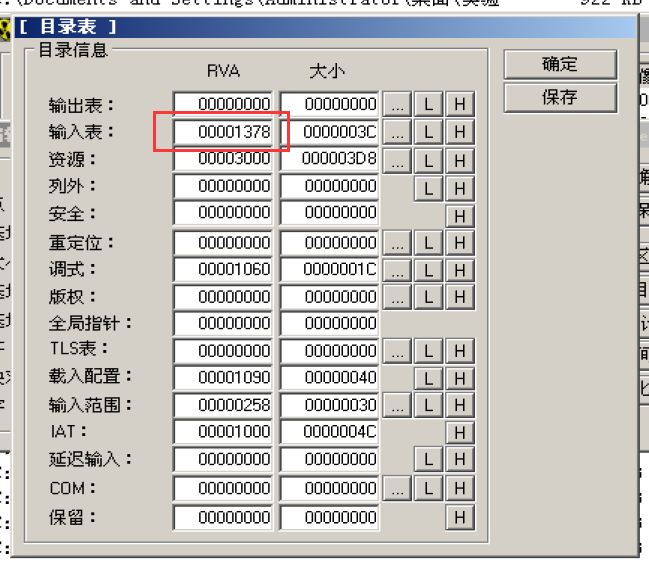 :\Documents and Settings\Administrator\桌面\实验 922 KB
[ 目录表 ]
目录信息
RVA 大小
确定
保存
输出表： 00000000 00000000 ... L H
输入表： 00001378 0000003C ... L H
资源： 00003000 000003D8 ... L H
列外： 00000000 00000000 L H
安全： 00000000 00000000 H
重定位： 00000000 00000000 ... L H
调式： 00001060 0000001C ... L H
版权： 00000000 00000000 ... L H
全局指针： 00000000 00000000
TLS表： 00000000 00000000 ... L H
载入配置： 00001090 00000040 L H
输入范围： 00000258 00000030 ... L H
IAT： 00001000 0000004C H
延迟输入： 00000000 00000000 L H
COM： 00000000 00000000 ... L H
保留： 00000000 00000000 H